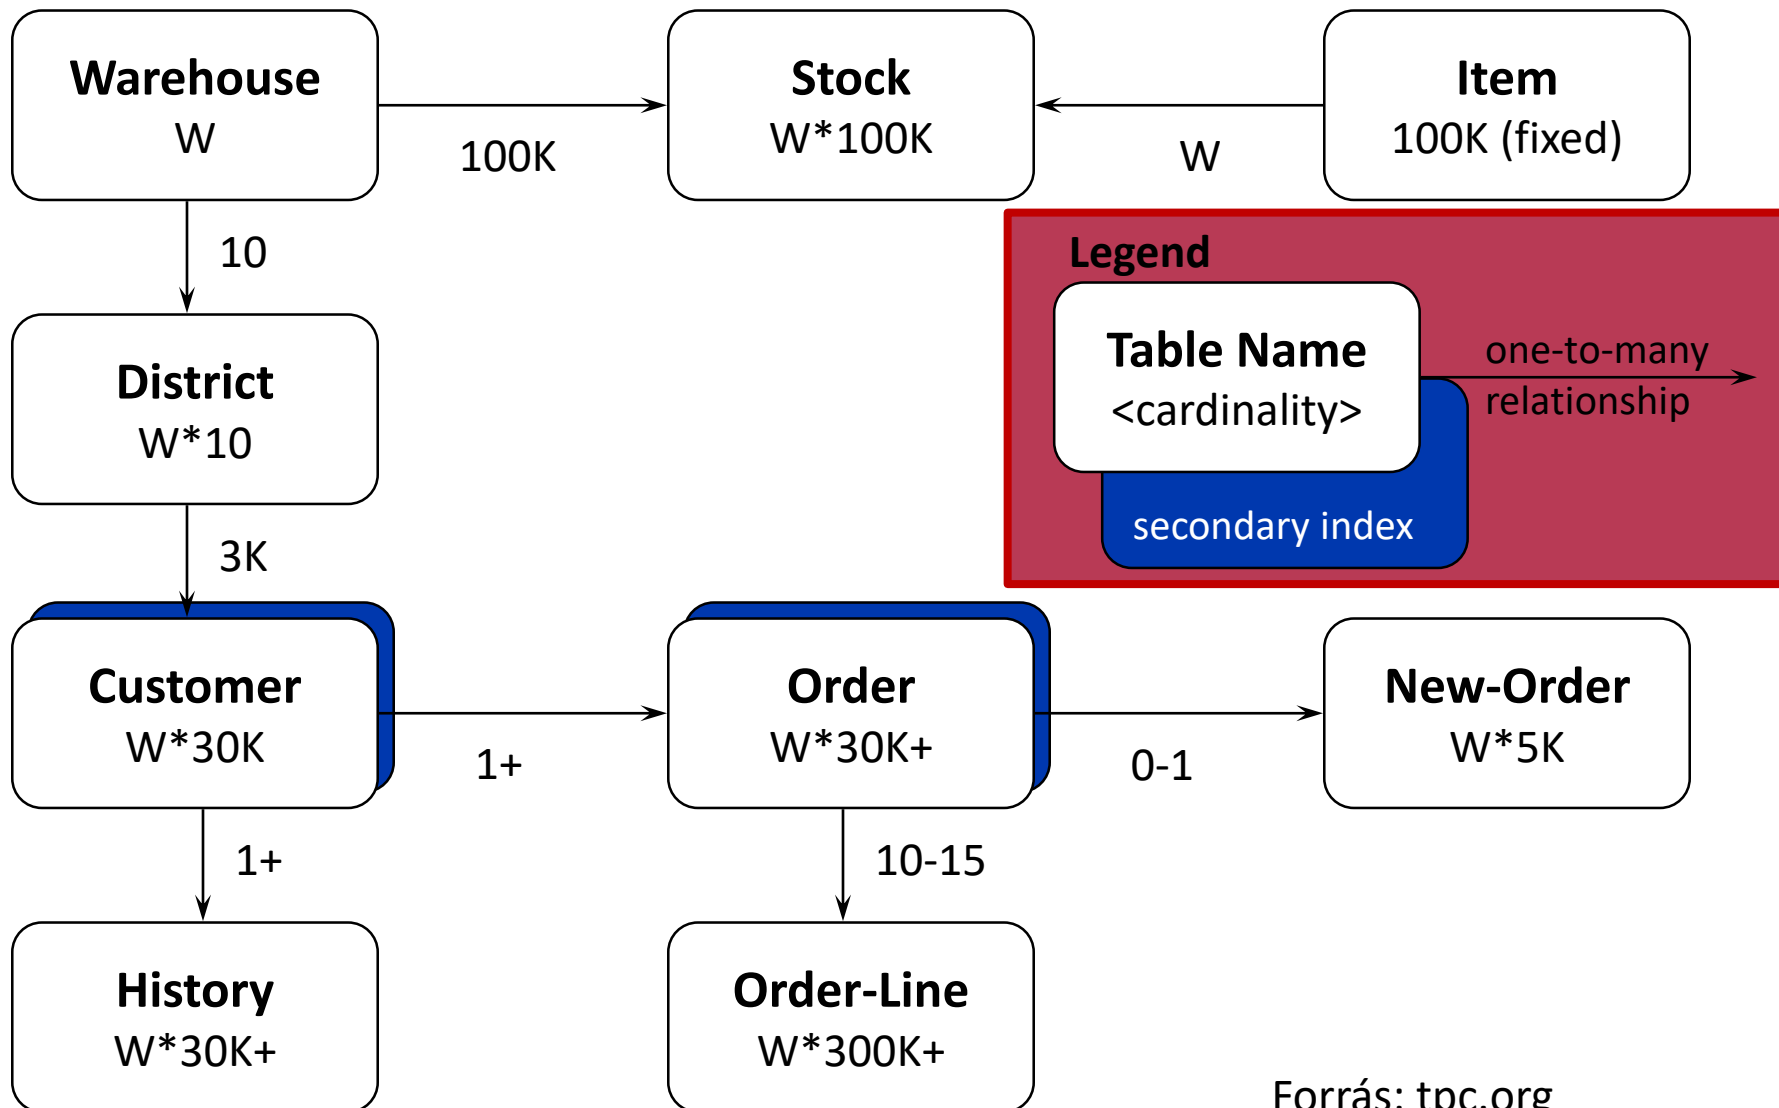 Warehouse
W
100K
Stock
W*100K
W
Item
100K (fixed)
10
Legend
Table Name
<cardinality>
one-to-many
relationship
secondary index
District
W*10
3K
Customer
W*30K
1+
Order
W*30K+
0-1
New-Order
W*5K
1+
10-15
History
W*30K+
Order-Line
W*300K+
Forrás: tpc.org